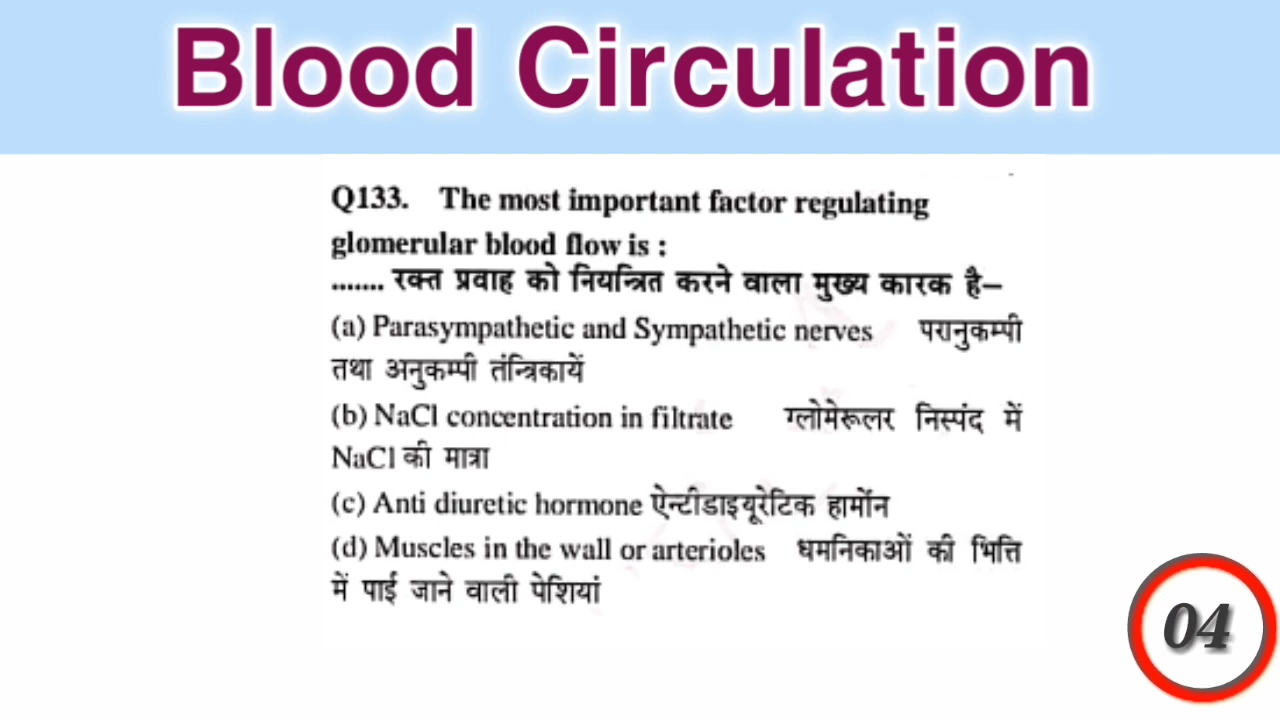 Blood Circulation
Q133. The most important factor regulating
glomerular blood flow is :
....... रक्त प्रवाह को नियन्त्रित करने वाला मुख्य कारक है–
(a) Parasympathetic and Sympathetic nerves परानुकम्पी
तथा अनुकम्पी तंन्त्रिकायें
(b) NaCl concentration in filtrate ग्लोमेरूलर निस्पंद में
NaCl की मात्रा
(c) Anti diuretic hormone ऐन्टीडाइयूरेटिक हार्मोन
(d) Muscles in the wall or arterioles धमनिकाओं की भित्ति
में पाई जाने वाली पेशियां
04